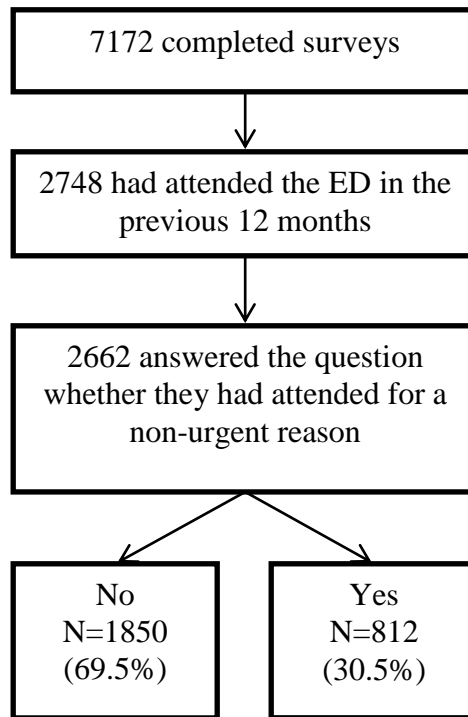 7172 completed surveys
2748 had attended the ED in the
previous 12 months
2662 answered the question
whether they had attended for a
non-urgent reason
No
N=1850
(69.5%)
Yes
N=812
(30.5%)